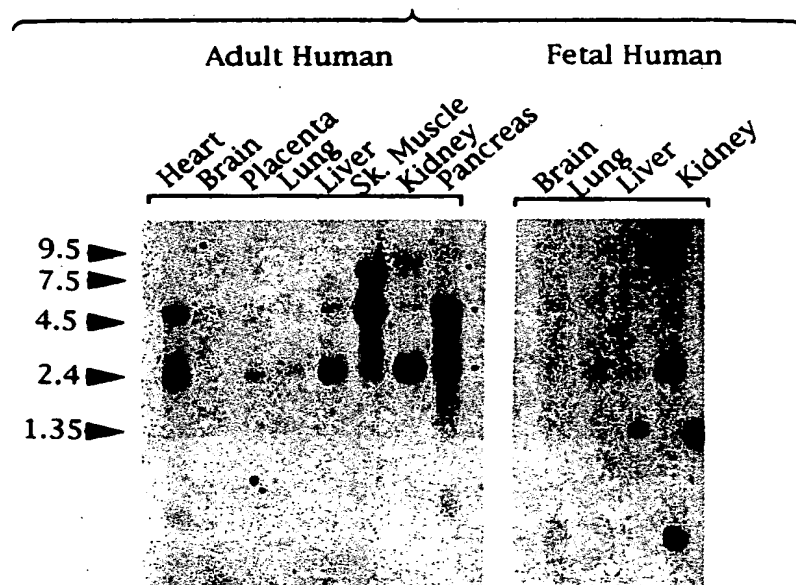 Adult Human
Fetal Human
Heart
Brain
Placenta
Lung
Liver
Sk. Muscle
Kidney
Pancreas
Brain
Lung
Liver
Kidney
9.5
7.5
4.5
2.4
1.35